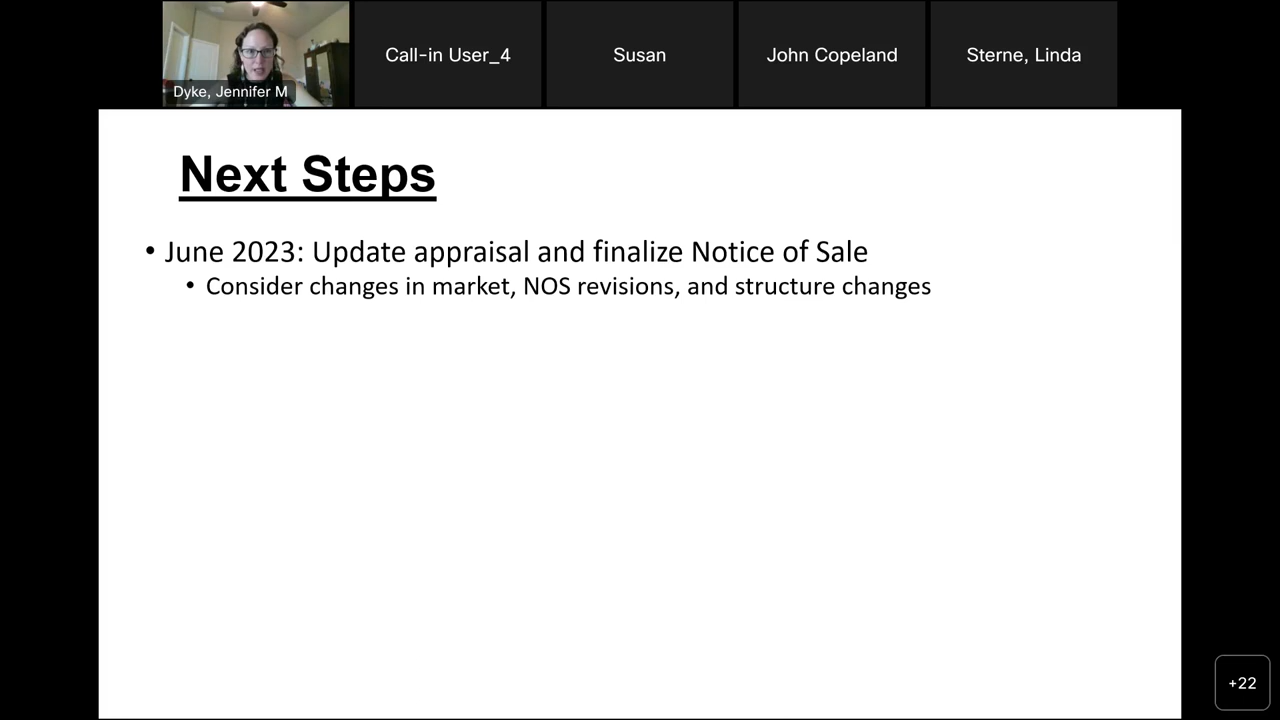 Dyke, Jennifer M
Call-in User_4
Susan
John Copeland
Sterne, Linda
Next Steps
• June 2023: Update appraisal and finalize Notice of Sale
• Consider changes in market, NOS revisions, and structure changes
+22